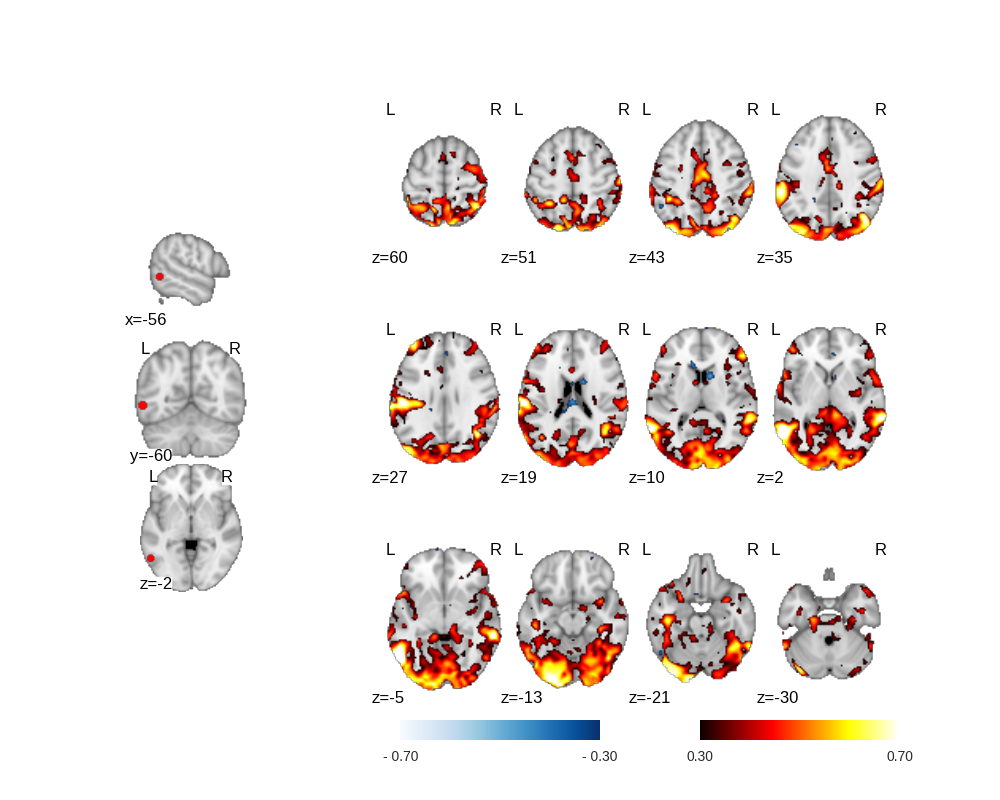 L R L R L R L R
z=60 z=51 z=43 z=35
x=-56
L R
y=-60
L R
z=-2
L R L R L R L R
z=27 z=19 z=10 z=2
L R L R L R L R
z=-5 z=-13 z=-21 z=-30
- 0.70 - 0.30 0.30 0.70